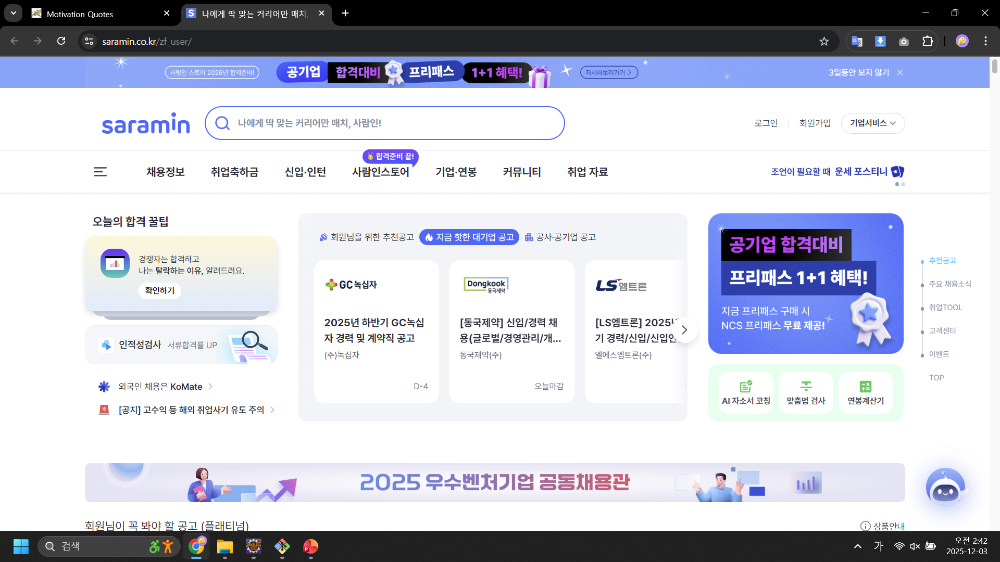 Motivation Quotes
나에게 딱 맞는 커리어만 매치,
saramin.co.kr/zf_user/
사람인 스토어 2026년 합격준비!
공기업 합격대비 프리패스 1+1 혜택!
자세히보러가기
3일동안 보지 않기
saramin
나에게 딱 맞는 커리어만 매치, 사람인!
로그인
회원가입
기업서비스
합격준비 끝!
채용정보
취업축하금
신입·인턴
사람인스토어
기업·연봉
커뮤니티
취업 자료
조언이 필요할 때 운세 포스티니
오늘의 합격 꿀팁
경쟁자는 합격하고
나는 탈락하는 이유, 알려드려요.
확인하기
인적성검사 서류합격률 UP
외국인 채용은 KoMate
[공지] 고수익 등 해외 취업사기 유도 주의
회원님을 위한 추천공고
지금 핫한 대기업 공고
공사·공기업 공고
GC녹십자
2025년 하반기 GC녹십
자 경력 및 계약직 공고
(주)녹십자
D-4
Dongkook
동국제약
[동국제약] 신입/경력 채
용(글로벌/경영관리/개...
동국제약(주)
오늘마감
LS엠트론
[LS엠트론] 2025
기 경력/신입/신입인
엘에스엠트론(주)
공기업 합격대비
프리패스 1+1 혜택!
지금 프리패스 구매 시
NCS 프리패스 무료 제공!
AI 자소서 코칭
맞춤법 검사
연봉계산기
추천공고
주요 채용소식
취업TOOL
고객센터
이벤트
TOP
2025 우수벤처기업 공동채용관
회원님이 꼭 봐야 할 공고 (플래티넘)
상품안내
검색
가
오전 2:42
2025-12-03